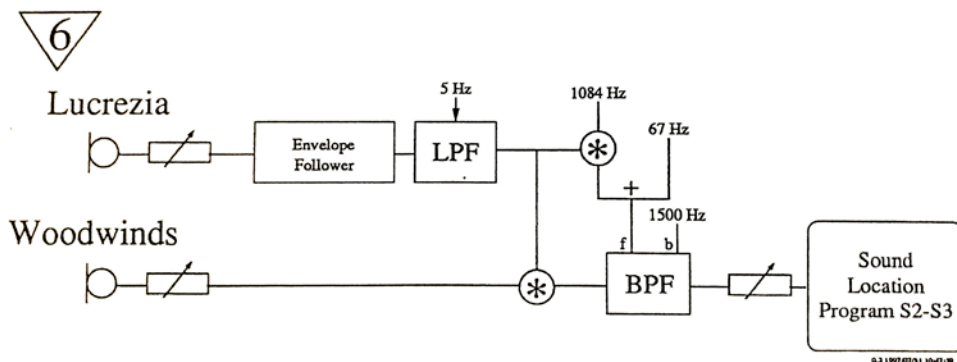 6
Lucrezia
5 Hz
1084 Hz
67 Hz
Envelope
Follower
LPF
*
+
Woodwinds
1500 Hz
f
b
*
BPF
Sound
Location
Program S2-S3